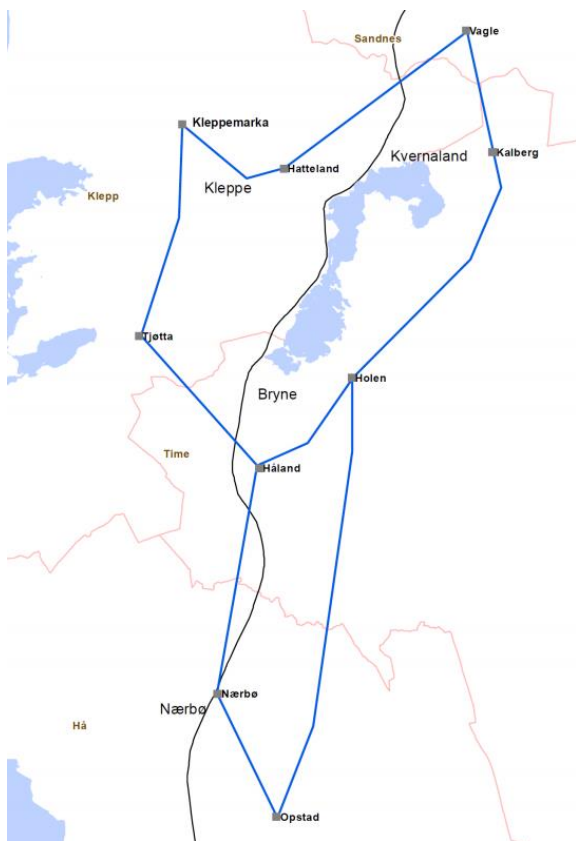 Vagle
Sandnes
Kleppemarka
Kalberg
Kvernaland
Hatteland
Kleppe
Klepp
Tjøtta
Holen
Bryne
Time
Håland
Nærbø
Nærbø
Hå
Opstad